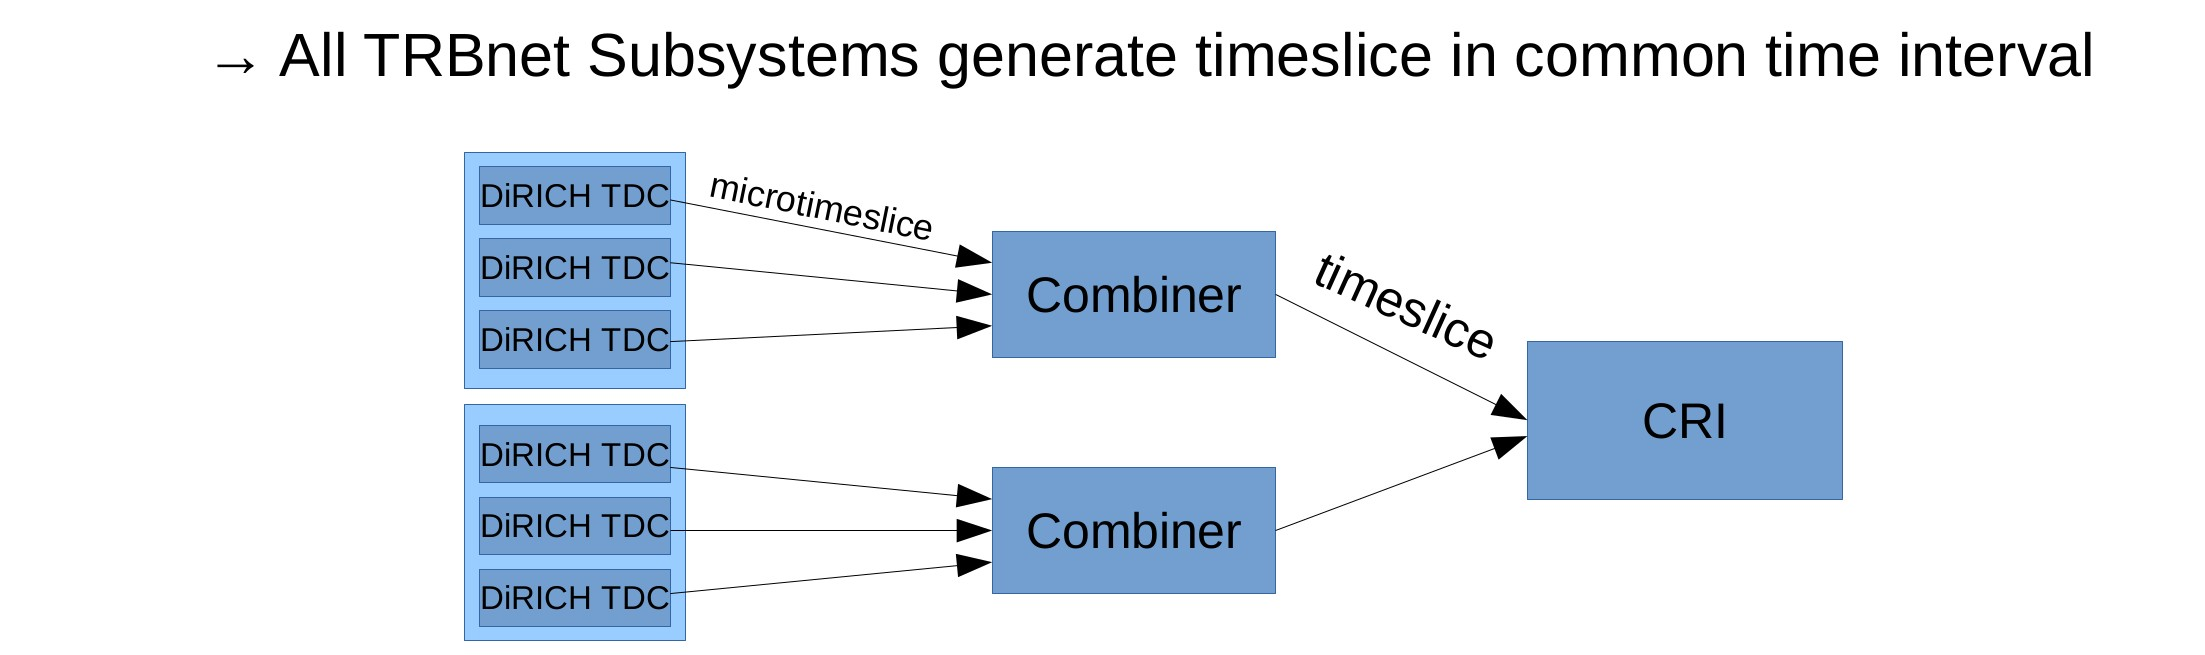 → All TRBnet Subsystems generate timeslice in common time interval
DiRICH TDC
DiRICH TDC
DiRICH TDC
microtimeslice
Combiner
timeslice
CRI
DiRICH TDC
DiRICH TDC
DiRICH TDC
Combiner